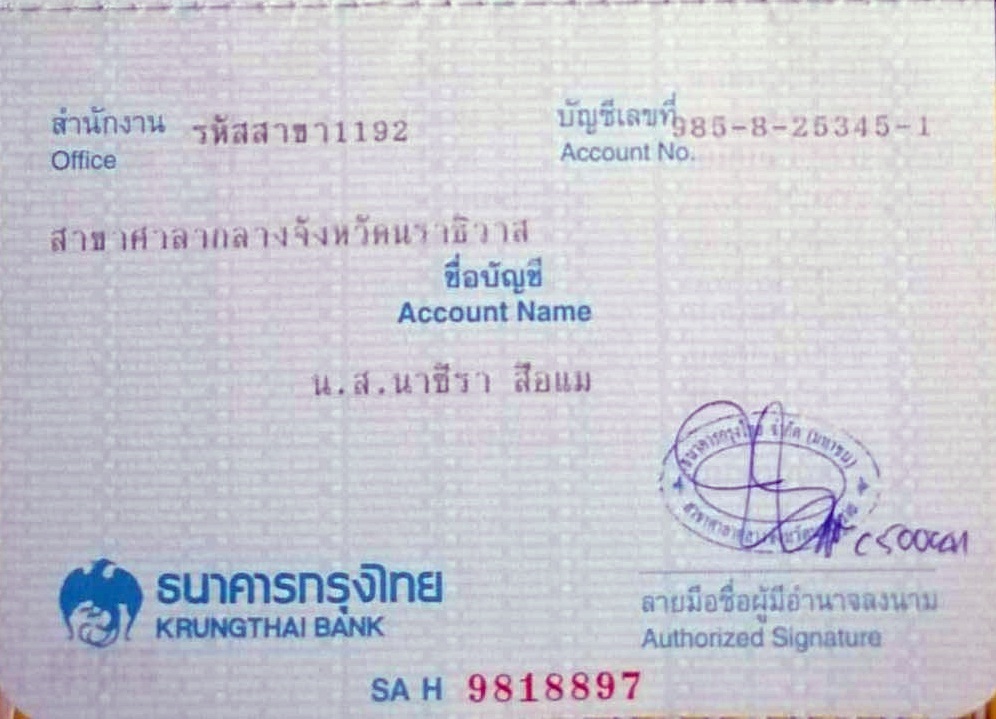 สำนักงาน รหัสสาขา1192 บัญชีเลขที่ 985-8-25345-1
Office Account No.
สาขาศาลากลางจังหวัดนราธิวาส
ชื่อบัญชี
Account Name
น.ส.นาซีรา สือแม
ธนาคารกรุงไทย จำกัด (มหาชน)
ธนาคารกรุงไทย
KRUNGTHAI BANK
ลายมือชื่อผู้มีอำนาจลงนาม
Authorized Signature
SA H 9818897